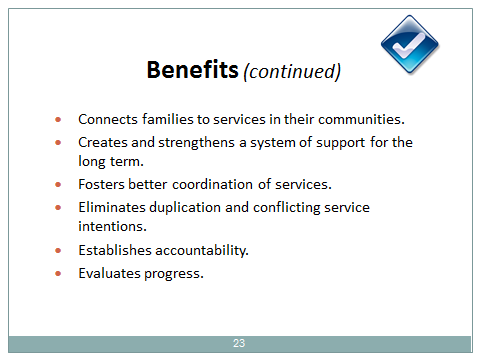 Benefits (continued)
• Connects families to services in their communities.
• Creates and strengthens a system of support for the
long term.
• Fosters better coordination of services.
• Eliminates duplication and conflicting service
intentions.
• Establishes accountability.
• Evaluates progress.
23